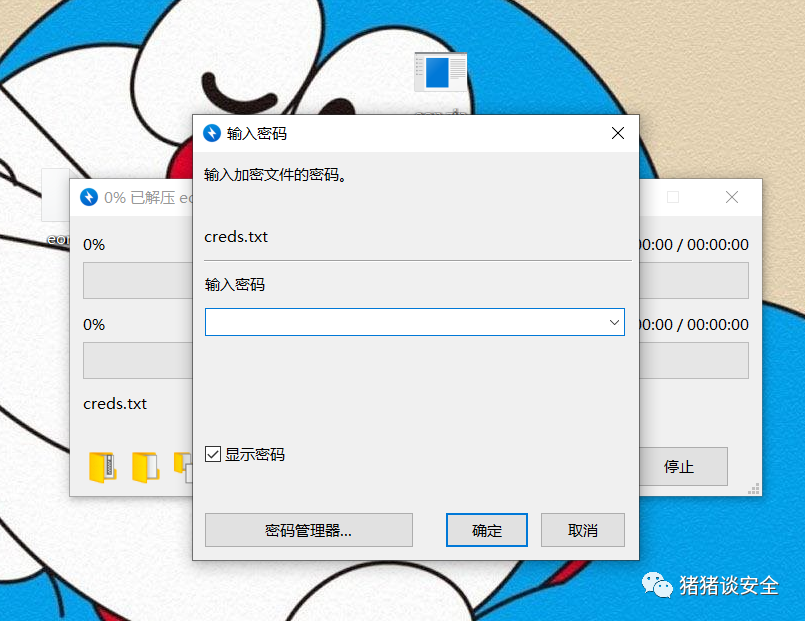 输入密码
输入加密文件的密码。
0% 已解压
0%
00:00 / 00:00:00
creds.txt
输入密码
0%
00:00 / 00:00:00
creds.txt
显示密码
停止
密码管理器...
确定
取消
猪猪谈安全